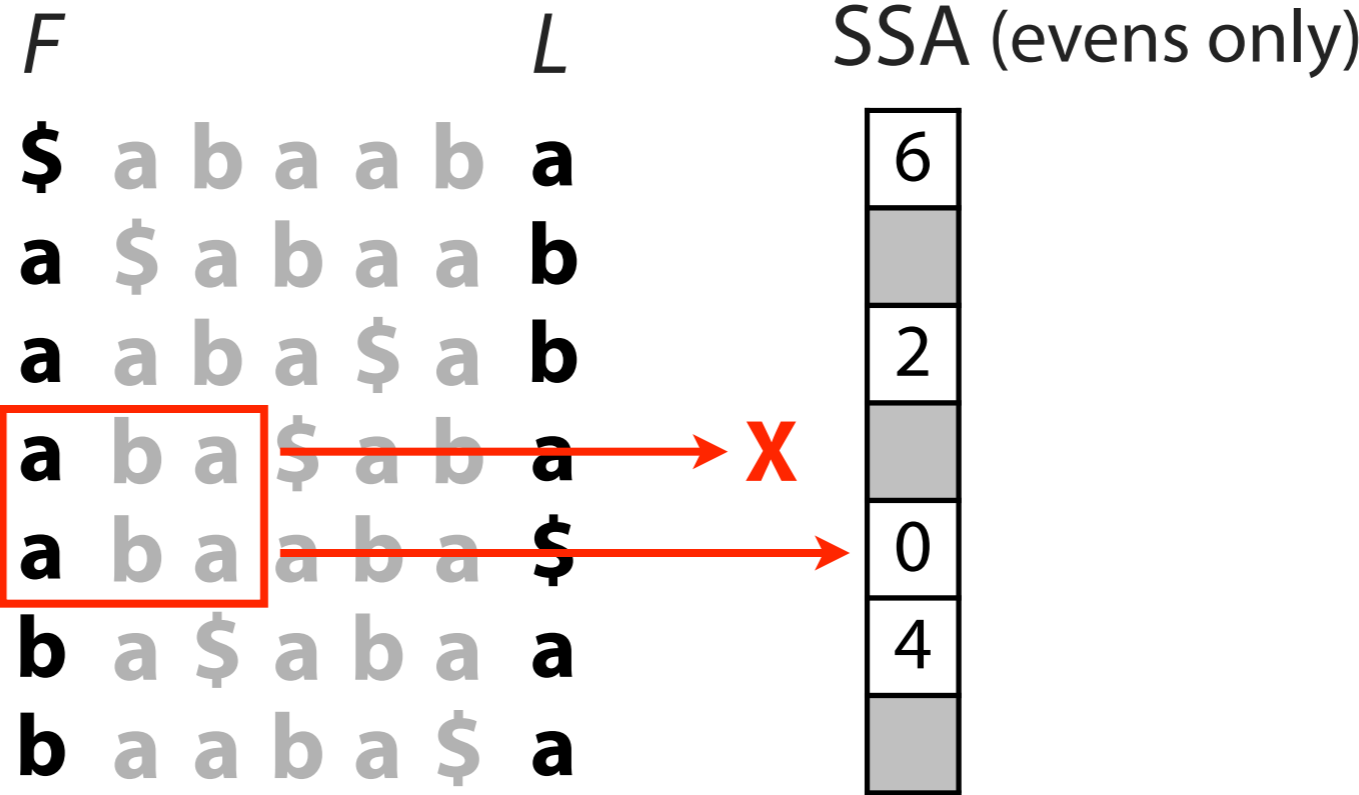 F L SSA (evens only)
$ a b a a b a 6
a $ a b a a b
a a b a $ a b 2
a b a $ a b a X
a b a a b a $ 0
b a $ a b a a 4
b a a b a $ a